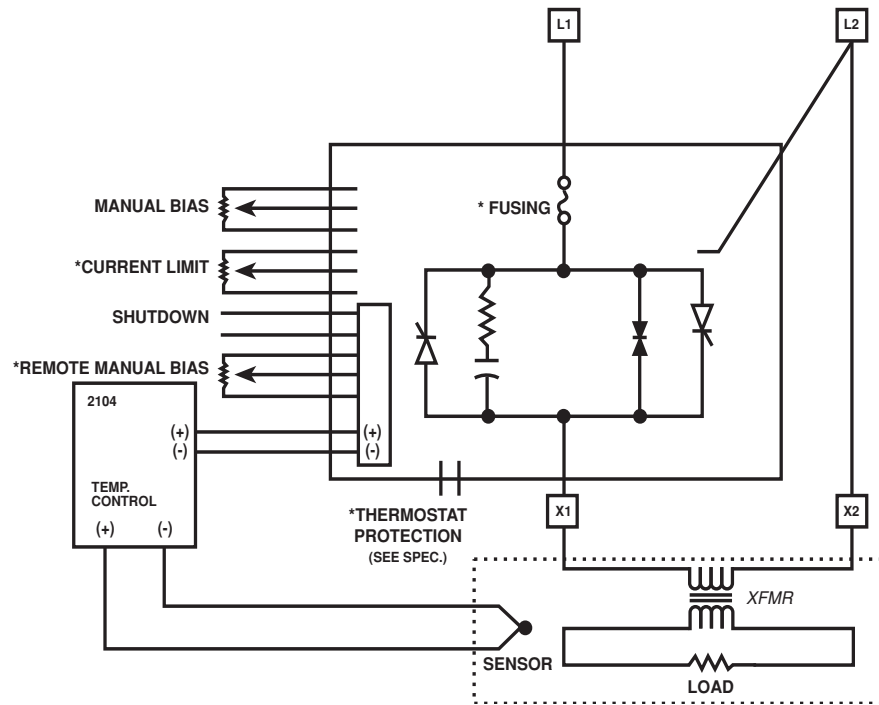 L1
L2
MANUAL BIAS
* FUSING
*CURRENT LIMIT
SHUTDOWN
*REMOTE MANUAL BIAS
2104
(+)
(-)
(+)
(-)
TEMP.
CONTROL
(+)
(-)
*THERMOSTAT
PROTECTION
(SEE SPEC.)
X1
X2
XFMR
SENSOR
LOAD